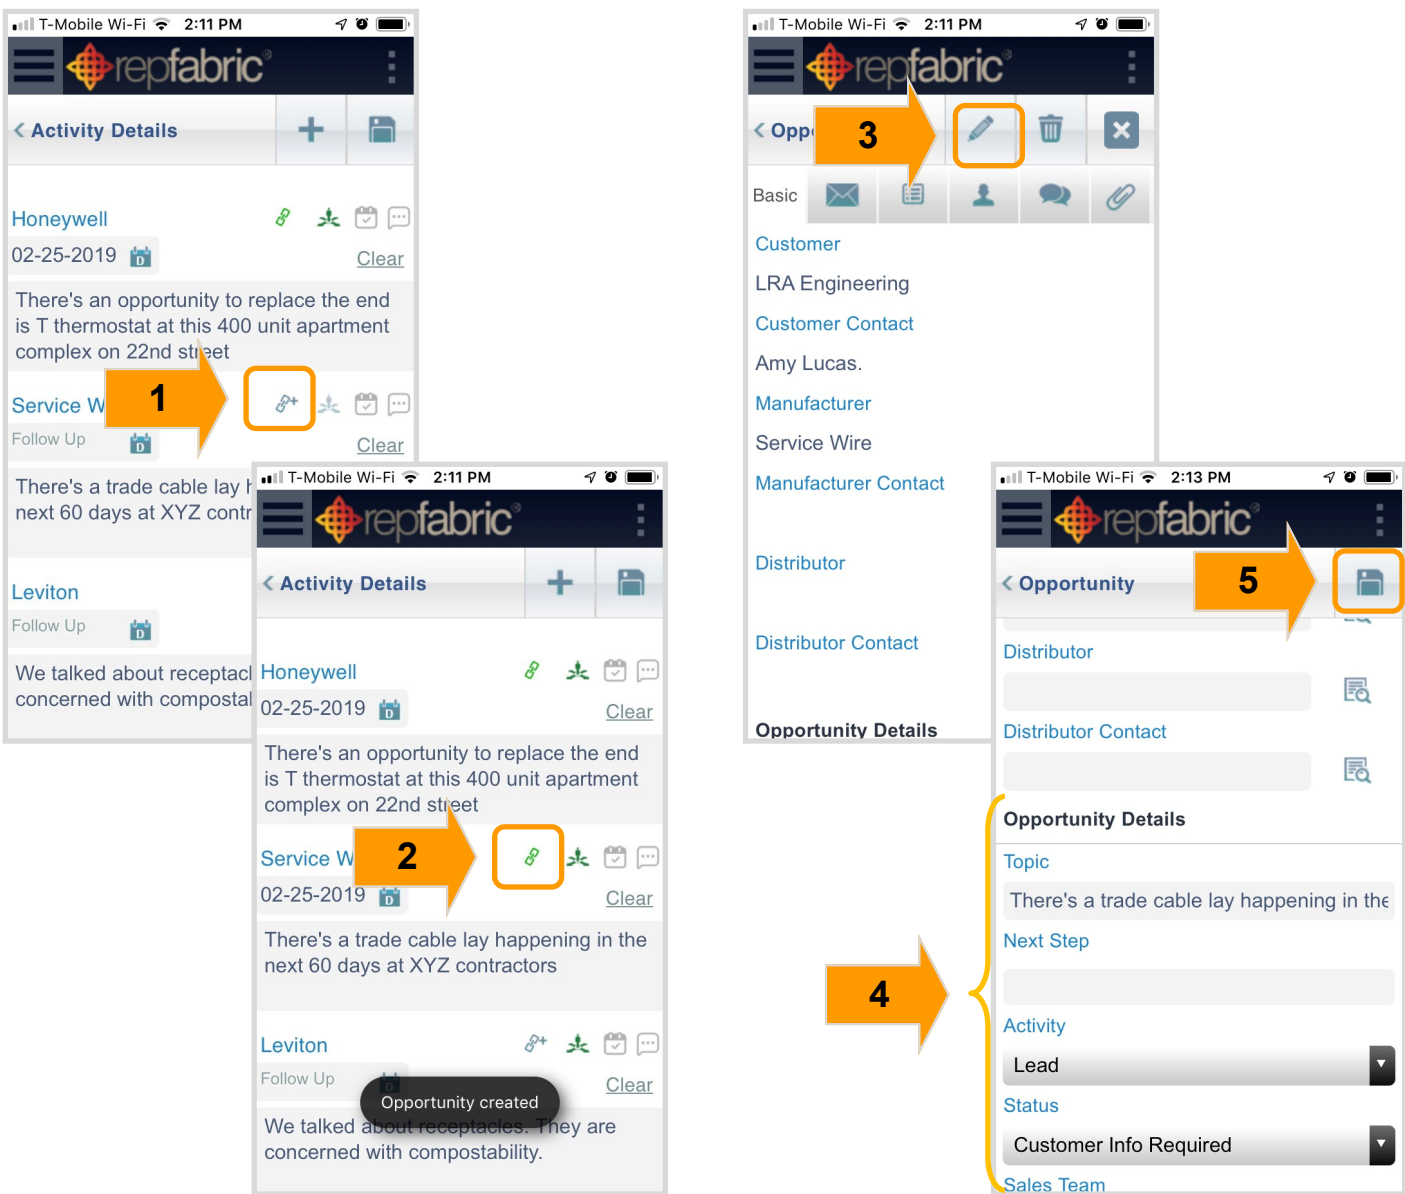 T-Mobile Wi-Fi 2:11 PM
repfabric®
Activity Details
Honeywell
02-25-2019 D
Clear
There's an opportunity to replace the end
is T thermostat at this 400 unit apartment
complex on 22nd street
1
Service W
Follow Up D
Clear
There's a trade cable lay h
next 60 days at XYZ contr
Leviton
Follow Up D
We talked about receptacl
concerned with compostal
T-Mobile Wi-Fi 2:11 PM
repfabric®
Activity Details
Honeywell
02-25-2019 D
Clear
There's an opportunity to replace the end
is T thermostat at this 400 unit apartment
complex on 22nd street
2
Service W
02-25-2019 D
Clear
There's a trade cable lay happening in the
next 60 days at XYZ contractors
Leviton
Follow Up D
Clear
Opportunity created
We talked about receptacles. They are
concerned with compostability.
T-Mobile Wi-Fi 2:11 PM
repfabric®
Oppo
3
Basic
Customer
LRA Engineering
Customer Contact
Amy Lucas.
Manufacturer
Service Wire
Manufacturer Contact
Distributor
Distributor Contact
Opportunity Details
T-Mobile Wi-Fi 2:13 PM
repfabric®
Opportunity
5
Distributor
Distributor Contact
Opportunity Details
Topic
There's a trade cable lay happening in the
Next Step
4
Activity
Lead
Status
Customer Info Required
Sales Team